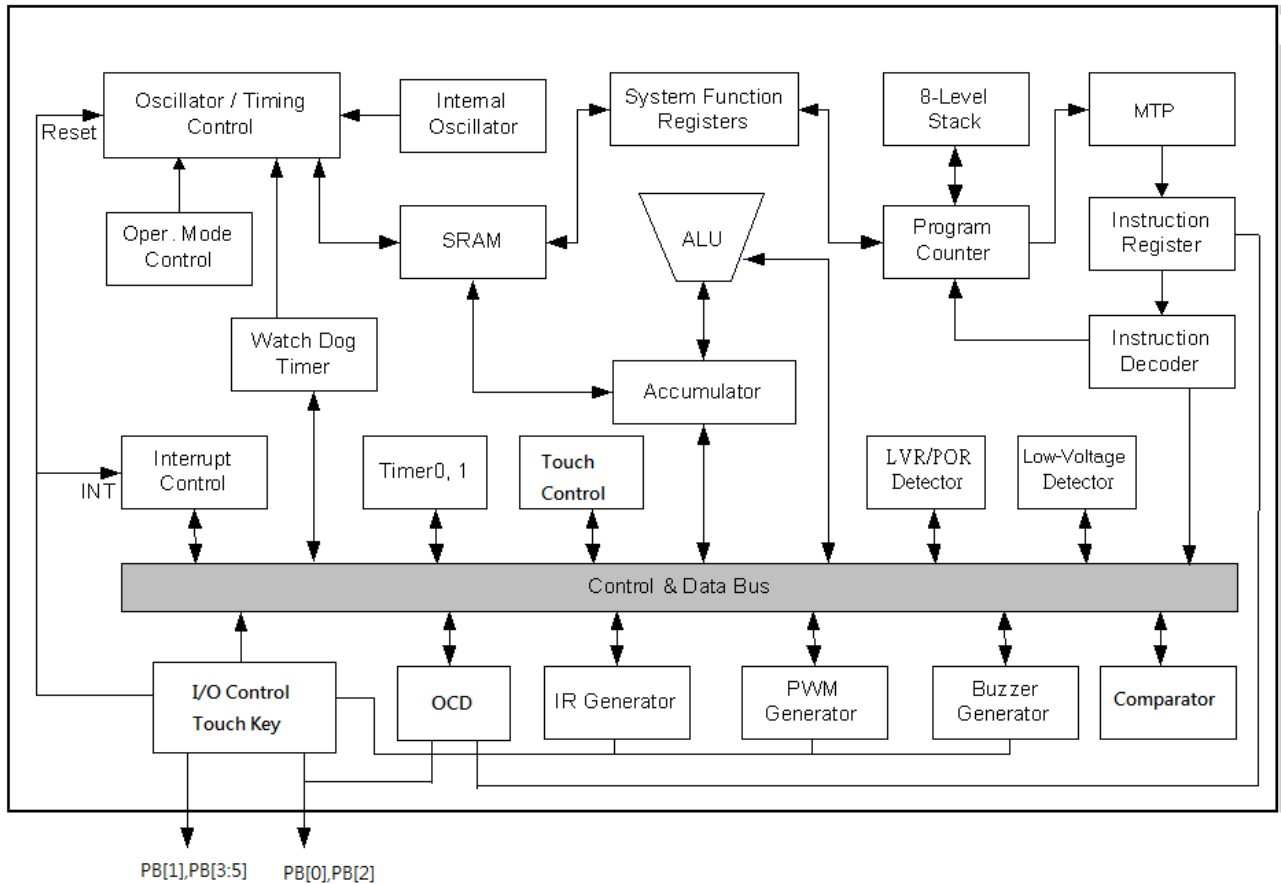 Oscillator / Timing
Control
Internal
Oscillator
System Function
Registers
8-Level
Stack
MTP
Reset
Oper. Mode
Control
SRAM
ALU
Program
Counter
Instruction
Register
Watch Dog
Timer
Accumulator
Instruction
Decoder
Interrupt
Control
INT
Timer0, 1
Touch
Control
LVR/POR
Detector
Low-Voltage
Detector
Control & Data Bus
I/O Control
Touch Key
OCD
IR Generator
PWM
Generator
Buzzer
Generator
Comparator
PB[1],PB[3:5]
PB[0],PB[2]